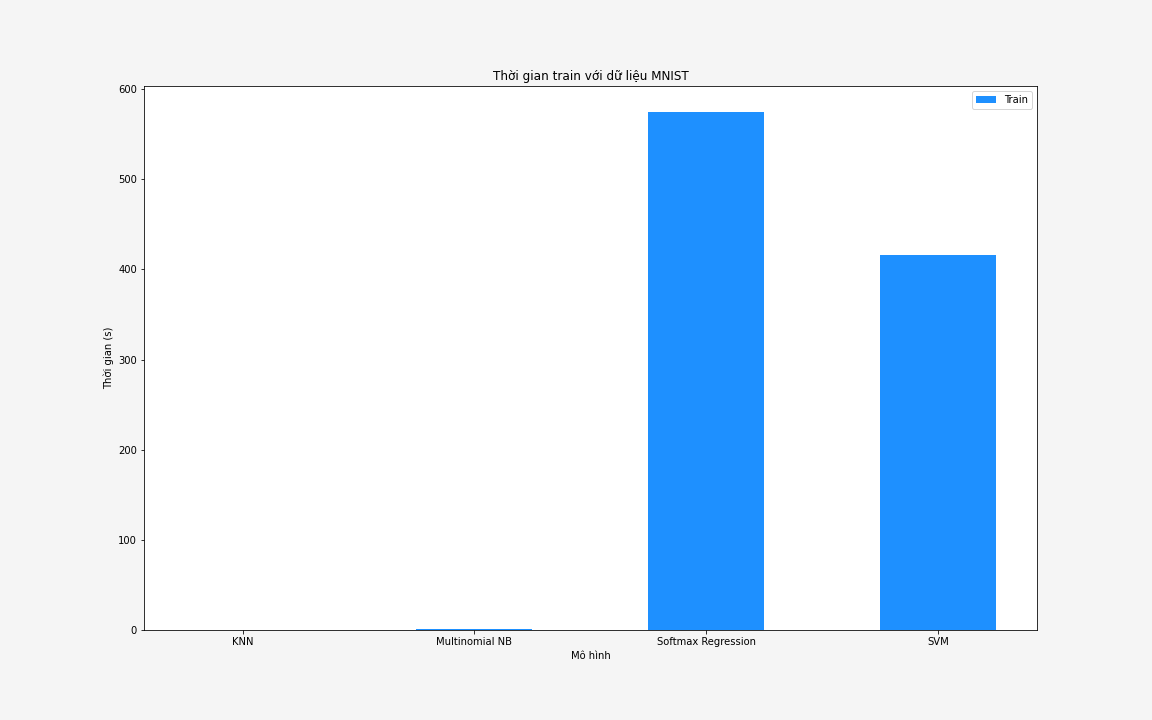 Thời gian train với dữ liệu MNIST
Train
600
500
400
300
200
100
0
Thời gian (s)
KNN
Multinomial NB
Softmax Regression
SVM
Mô hình